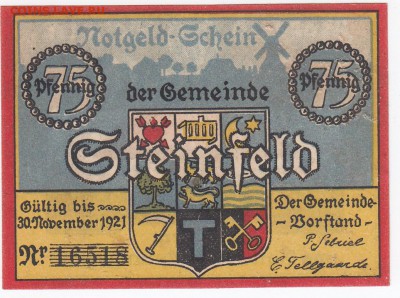 Notgeld-Schein
75
Pfennig
75
Pfennig
der Gemeinde
Steinfeld
Gültig bis
30.November 1921
Nr. 16518
Der Gemeinde-
-Vorstand-
T